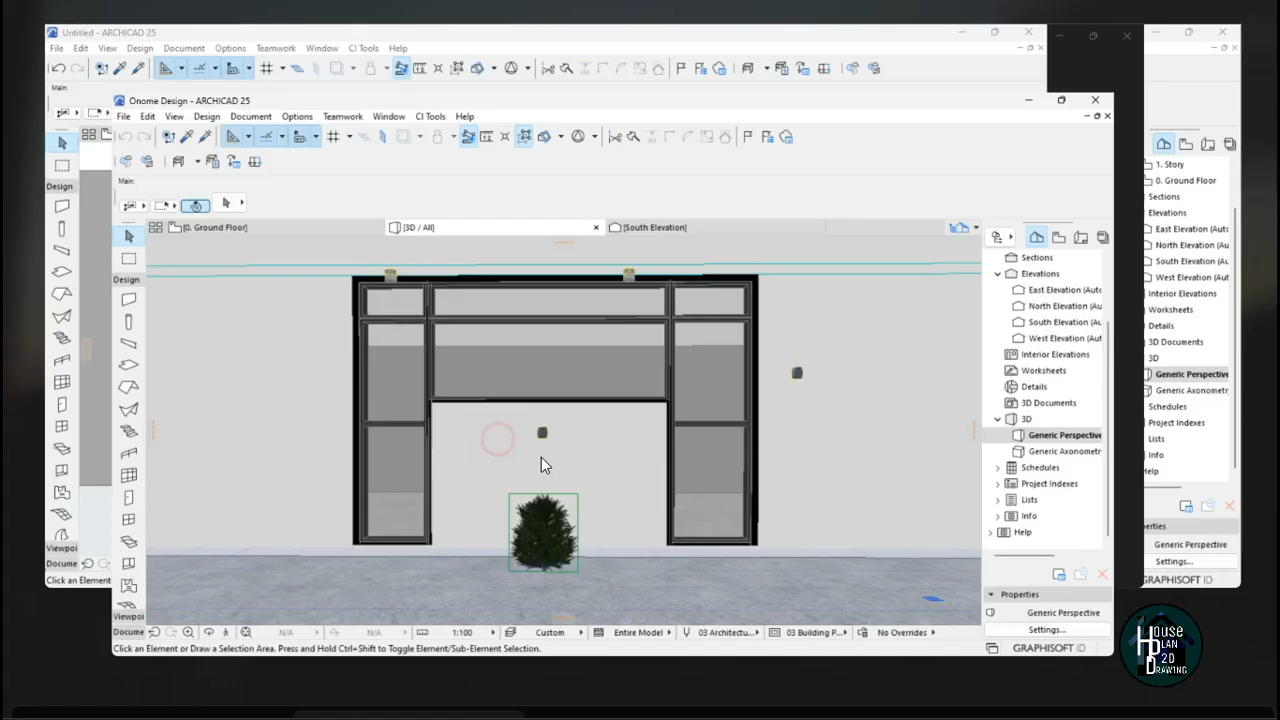 Untitled - ARCHICAD 25
File Edit View Design Document Options Teamwork Window CI Tools Help
Main:
Design
Viewpoi
Docume
Click an Element
Onome Design - ARCHICAD 25
File Edit View Design Document Options Teamwork Window CI Tools Help
Main:
[0. Ground Floor]
[3D / All]
[South Elevation]
Design
Viewpoi
Docume
Sections
Elevations
East Elevation (Auto
North Elevation (Au
South Elevation (Au
West Elevation (Au
Interior Elevations
Worksheets
Details
3D Documents
3D
Generic Perspective
Generic Axonometr
Schedules
Project Indexes
Lists
Info
Help
Properties
Generic Perspective
Settings...
N/A
N/A
1:100
Custom
Entire Model
03 Architectu...
03 Building P...
No Overrides
Click an Element or Draw a Selection Area. Press and Hold Ctrl+Shift to Toggle Element/Sub-Element Selection.
GRAPHISOFT ID
1. Story
0. Ground Floor
Sections
Elevations
East Elevation (Au
North Elevation (A
South Elevation (A
West Elevation (A
Interior Elevations
Worksheets
Details
3D Documents
3D
Generic Perspective
Generic Axonomet
Schedules
Project Indexes
Lists
Info
Help
erties
Generic Perspective
Settings...
GRAPHISOFT ID
House
PLAN
2D
DRAWING